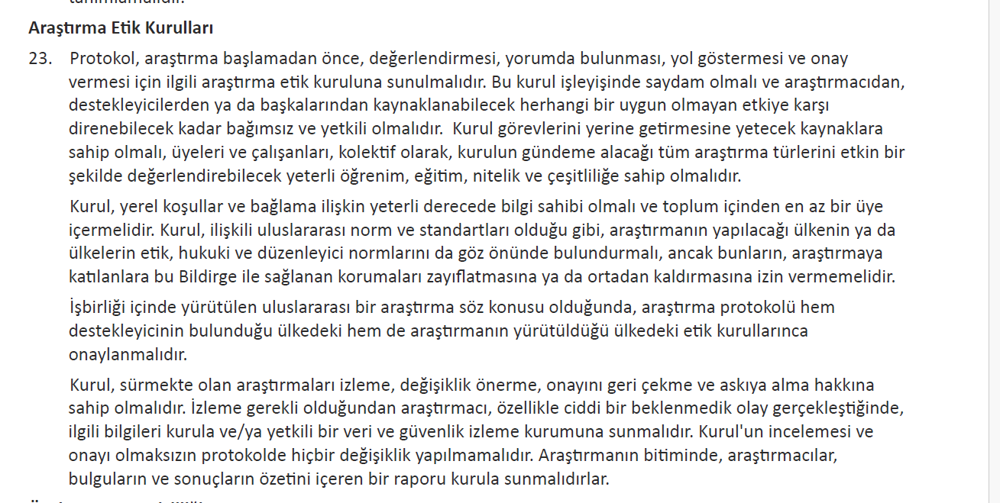 tanımlamalıdır.
Araştırma Etik Kurulları
23. Protokol, araştırma başlamadan önce, değerlendirmesi, yorumda bulunması, yol göstermesi ve onay
vermesi için ilgili araştırma etik kuruluna sunulmalıdır. Bu kurul işleyişinde saydam olmalı ve araştırmacıdan,
destekleyicilerden ya da başkalarından kaynaklanabilecek herhangi bir uygun olmayan etkiye karşı
direnebilecek kadar bağımsız ve yetkili olmalıdır.  Kurul görevlerini yerine getirmesine yetecek kaynaklara
sahip olmalı, üyeleri ve çalışanları, kolektif olarak, kurulun gündeme alacağı tüm araştırma türlerini etkin bir
şekilde değerlendirebilecek yeterli öğrenim, eğitim, nitelik ve çeşitliliğe sahip olmalıdır.
Kurul, yerel koşullar ve bağlama ilişkin yeterli derecede bilgi sahibi olmalı ve toplum içinden en az bir üye
içermelidir. Kurul, ilişkili uluslararası norm ve standartları olduğu gibi, araştırmanın yapılacağı ülkenin ya da
ülkelerin etik, hukuki ve düzenleyici normlarını da göz önünde bulundurmalı, ancak bunların, araştırmaya
katılanlara bu Bildirge ile sağlanan korumaları zayıflatmasına ya da ortadan kaldırmasına izin vermemelidir.
İşbirliği içinde yürütülen uluslararası bir araştırma söz konusu olduğunda, araştırma protokolü hem
destekleyicinin bulunduğu ülkedeki hem de araştırmanın yürütüldüğü ülkedeki etik kurullarınca
onaylanmalıdır.
Kurul, sürmekte olan araştırmaları izleme, değişiklik önerme, onayını geri çekme ve askıya alma hakkına
sahip olmalıdır. İzleme gerekli olduğundan araştırmacı, özellikle ciddi bir beklenmedik olay gerçekleştiğinde,
ilgili bilgileri kurula ve/ya yetkili bir veri ve güvenlik izleme kurumuna sunmalıdır. Kurul'un incelemesi ve
onayı olmaksızın protokolde hiçbir değişiklik yapılmamalıdır. Araştırmanın bitiminde, araştırmacılar,
bulguların ve sonuçların özetini içeren bir raporu kurula sunmalıdırlar.